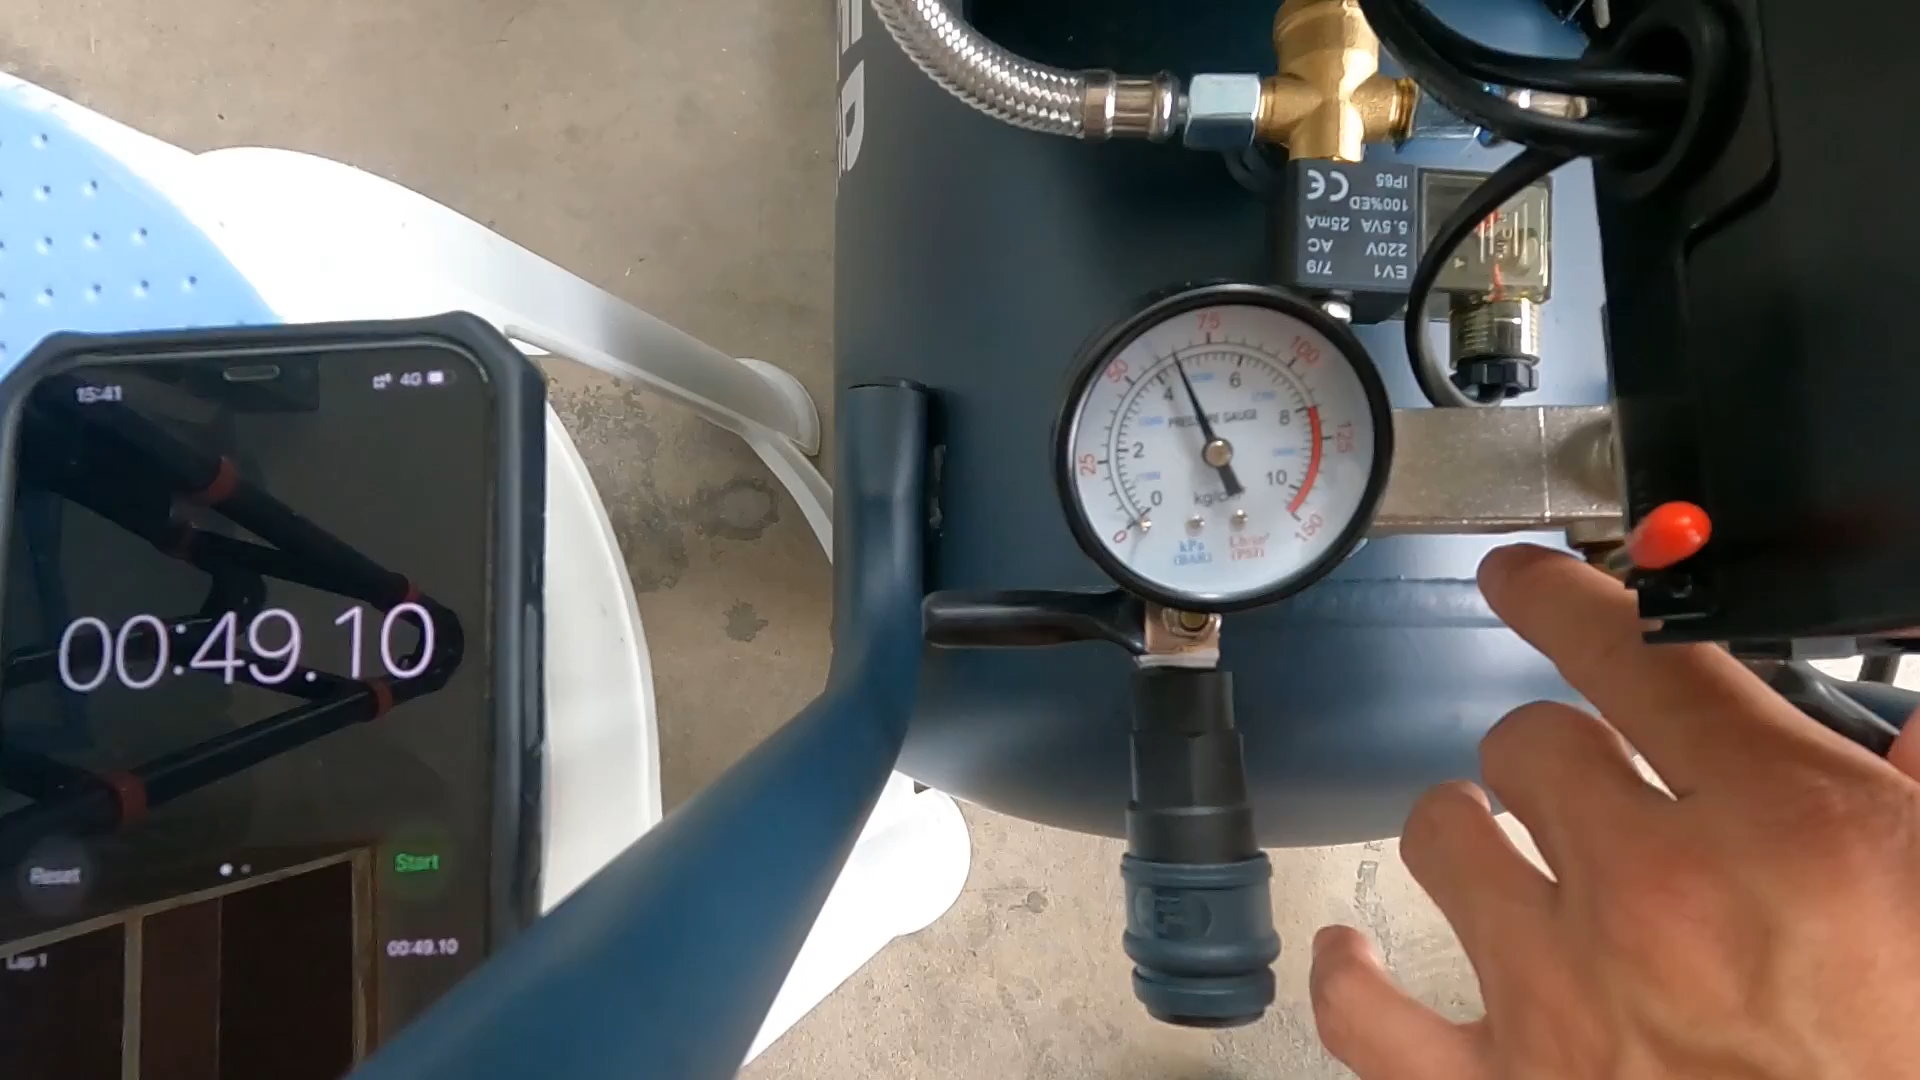 15:41
4G
00:49.10
Reset
Start
Lap 1
00:49.10
CE
IP65
100%ED
5.5VA 25mA
220V AC
EV1 7/9
0
25
50
75
100
125
150
0
2
4
6
8
10
PRESSURE GAUGE
kPa
(BAR)
Lb/in²
(PSI)